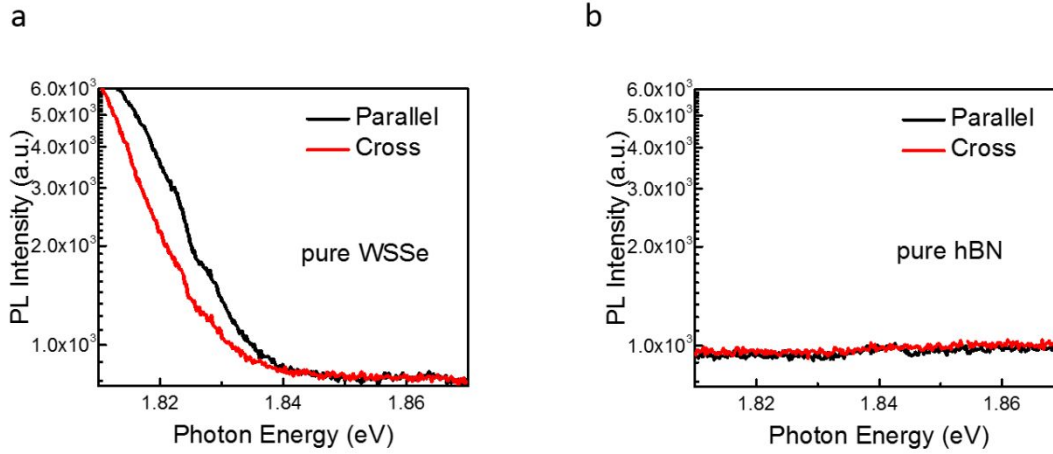 a
b
6.0x10³
5.0x10³
4.0x10³
3.0x10³
2.0x10³
1.0x10³
PL Intensity (a.u.)
Parallel
Cross
pure WSSe
1.82
1.84
1.86
Photon Energy (eV)
6.0x10³
5.0x10³
4.0x10³
3.0x10³
2.0x10³
1.0x10³
PL Intensity (a.u.)
Parallel
Cross
pure hBN
1.82
1.84
1.86
Photon Energy (eV)